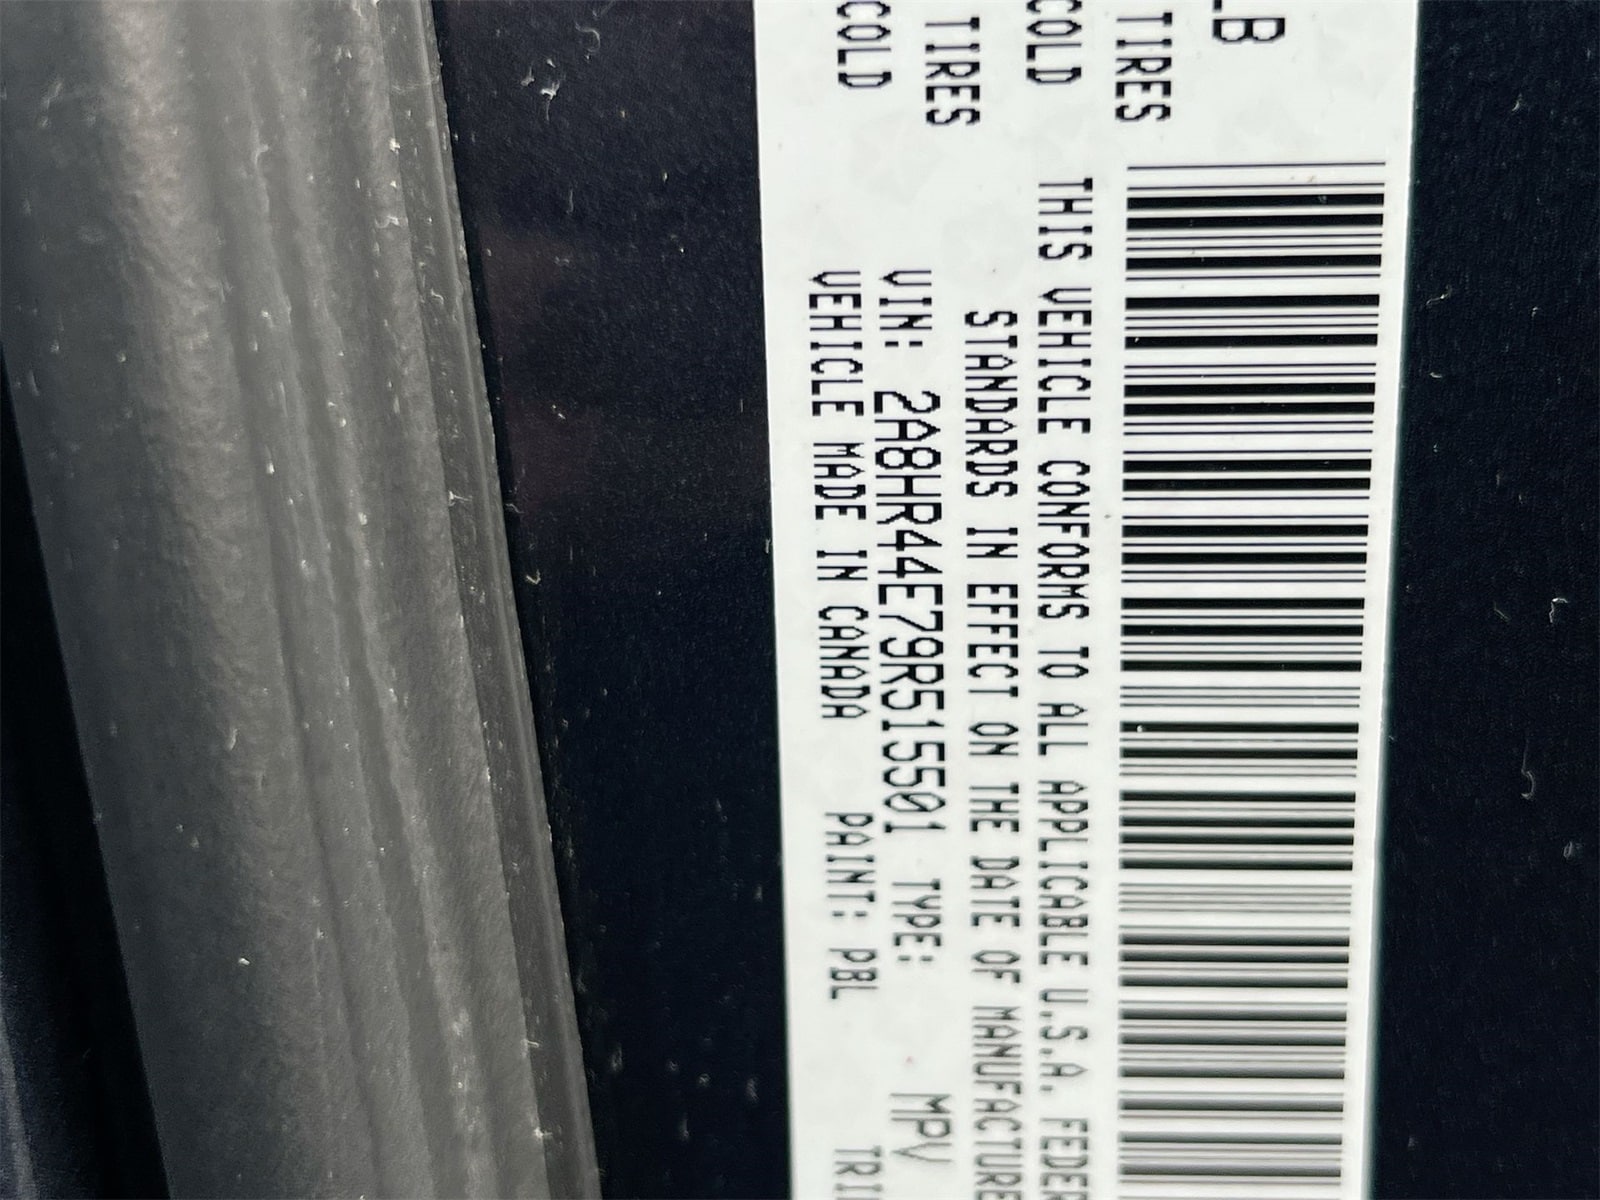 LB
TIRES
COLD
TIRES
COLD
THIS VEHICLE CONFORMS TO ALL APPLICABLE U.S.A. FEDER
STANDARDS IN EFFECT ON THE DATE OF MANUFACTURE
VIN: 2A8HR44E79R515501 TYPE: MPV
VEHICLE MADE IN CANADA PAINT: PBL TRI